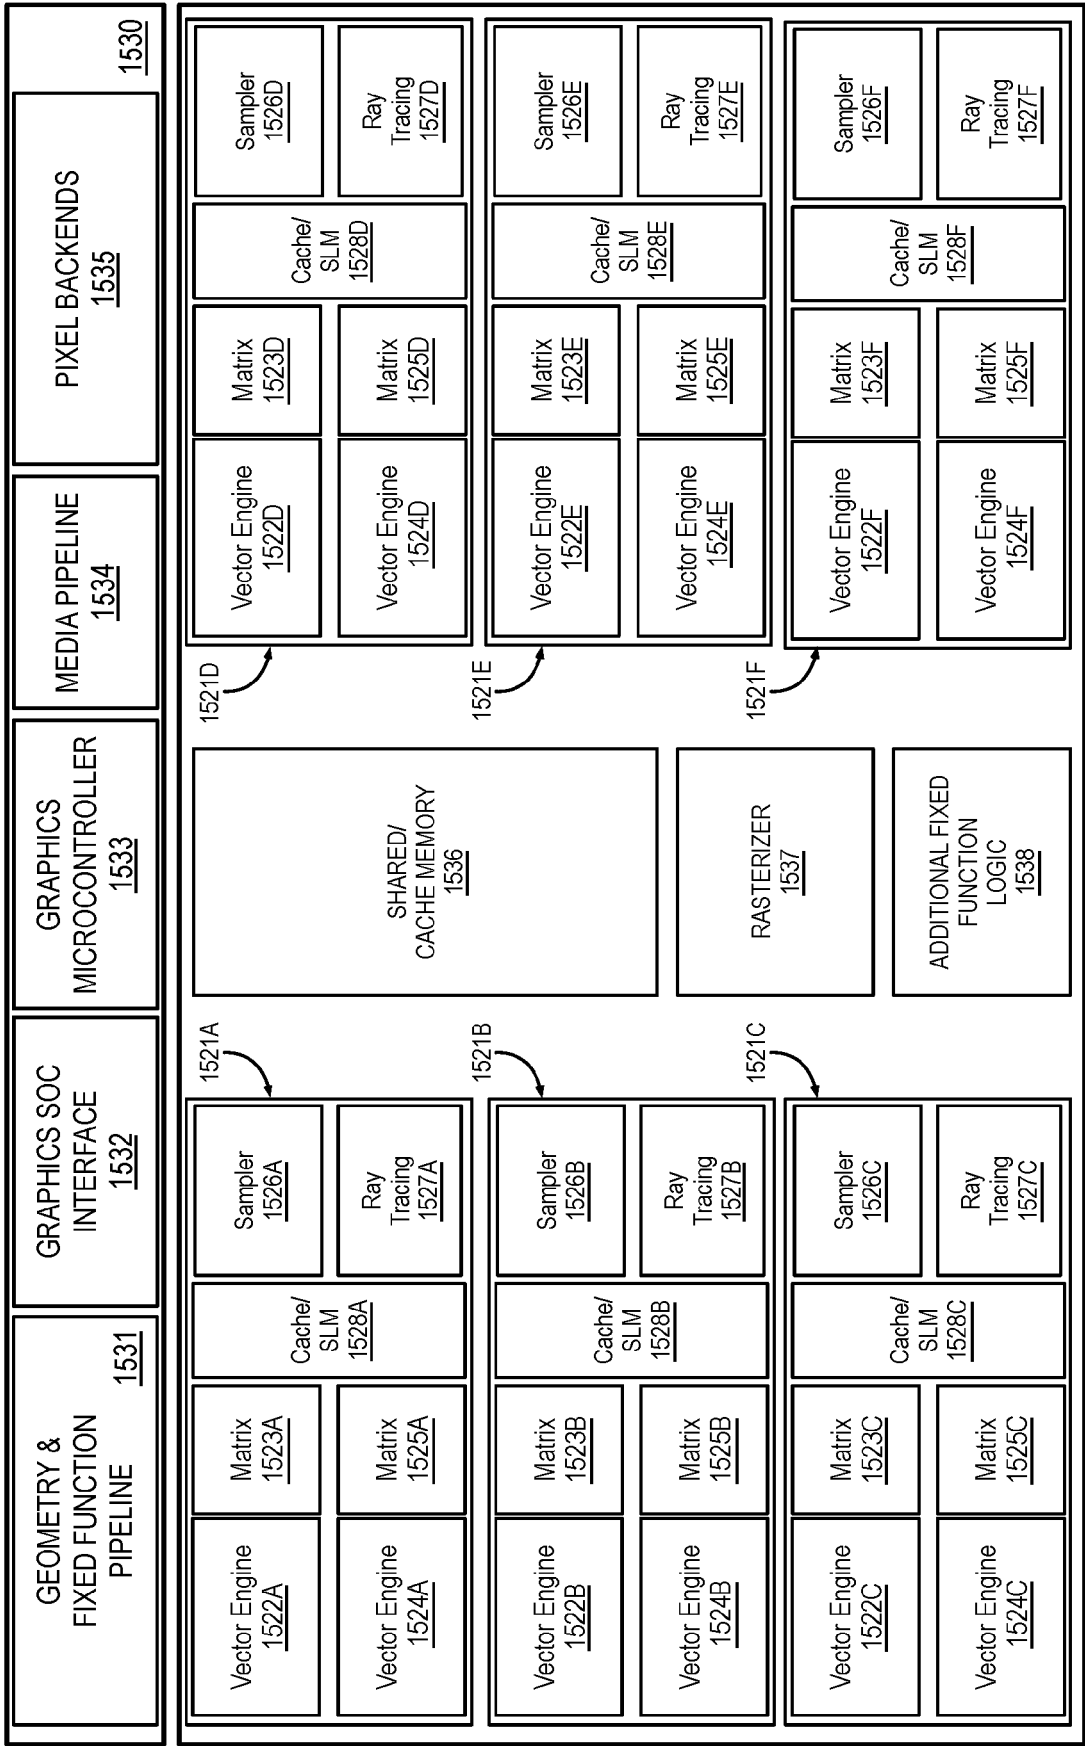 1530
GEOMETRY &
FIXED FUNCTION
PIPELINE
1531
GRAPHICS SOC
INTERFACE
1532
GRAPHICS
MICROCONTROLLER
1533
MEDIA PIPELINE
1534
PIXEL BACKENDS
1535
1521A
Vector Engine
1522A
Matrix
1523A
Cache/
SLM
1528A
Sampler
1526A
Vector Engine
1524A
Matrix
1525A
Ray
Tracing
1527A
1521B
Vector Engine
1522B
Matrix
1523B
Cache/
SLM
1528B
Sampler
1526B
Vector Engine
1524B
Matrix
1525B
Ray
Tracing
1527B
1521C
Vector Engine
1522C
Matrix
1523C
Cache/
SLM
1528C
Sampler
1526C
Vector Engine
1524C
Matrix
1525C
Ray
Tracing
1527C
SHARED/
CACHE MEMORY
1536
RASTERIZER
1537
ADDITIONAL FIXED
FUNCTION
LOGIC
1538
1521D
Vector Engine
1522D
Matrix
1523D
Cache/
SLM
1528D
Sampler
1526D
Vector Engine
1524D
Matrix
1525D
Ray
Tracing
1527D
1521E
Vector Engine
1522E
Matrix
1523E
Cache/
SLM
1528E
Sampler
1526E
Vector Engine
1524E
Matrix
1525E
Ray
Tracing
1527E
1521F
Vector Engine
1522F
Matrix
1523F
Cache/
SLM
1528F
Sampler
1526F
Vector Engine
1524F
Matrix
1525F
Ray
Tracing
1527F